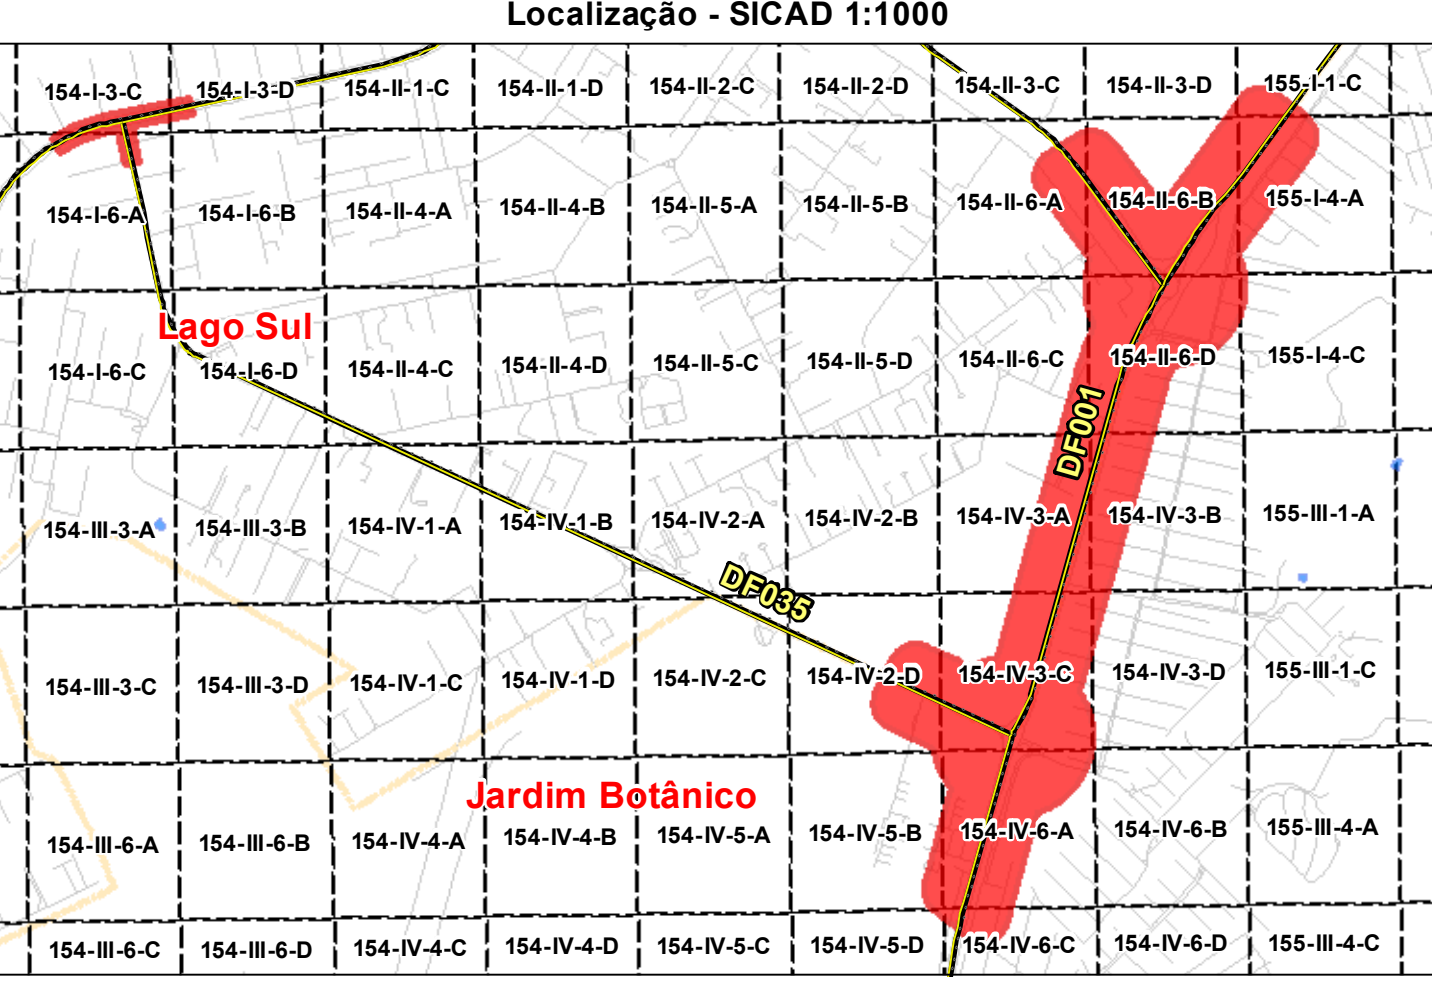 Localização - SICAD 1:1000
154-I-3-C 154-I-3-D 154-II-1-C 154-II-1-D 154-II-2-C 154-II-2-D 154-II-3-C 154-II-3-D 155-I-1-C
154-I-6-A 154-I-6-B 154-II-4-A 154-II-4-B 154-II-5-A 154-II-5-B 154-II-6-A 154-II-6-B 155-I-4-A
Lago Sul
154-I-6-C 154-I-6-D 154-II-4-C 154-II-4-D 154-II-5-C 154-II-5-D 154-II-6-C 154-II-6-D 155-I-4-C
DF001
154-III-3-A 154-III-3-B 154-IV-1-A 154-IV-1-B 154-IV-2-A 154-IV-2-B 154-IV-3-A 154-IV-3-B 155-III-1-A
DF035
154-III-3-C 154-III-3-D 154-IV-1-C 154-IV-1-D 154-IV-2-C 154-IV-2-D 154-IV-3-C 154-IV-3-D 155-III-1-C
Jardim Botânico
154-III-6-A 154-III-6-B 154-IV-4-A 154-IV-4-B 154-IV-5-A 154-IV-5-B 154-IV-6-A 154-IV-6-B 155-III-4-A
154-III-6-C 154-III-6-D 154-IV-4-C 154-IV-4-D 154-IV-5-C 154-IV-5-D 154-IV-6-C 154-IV-6-D 155-III-4-C